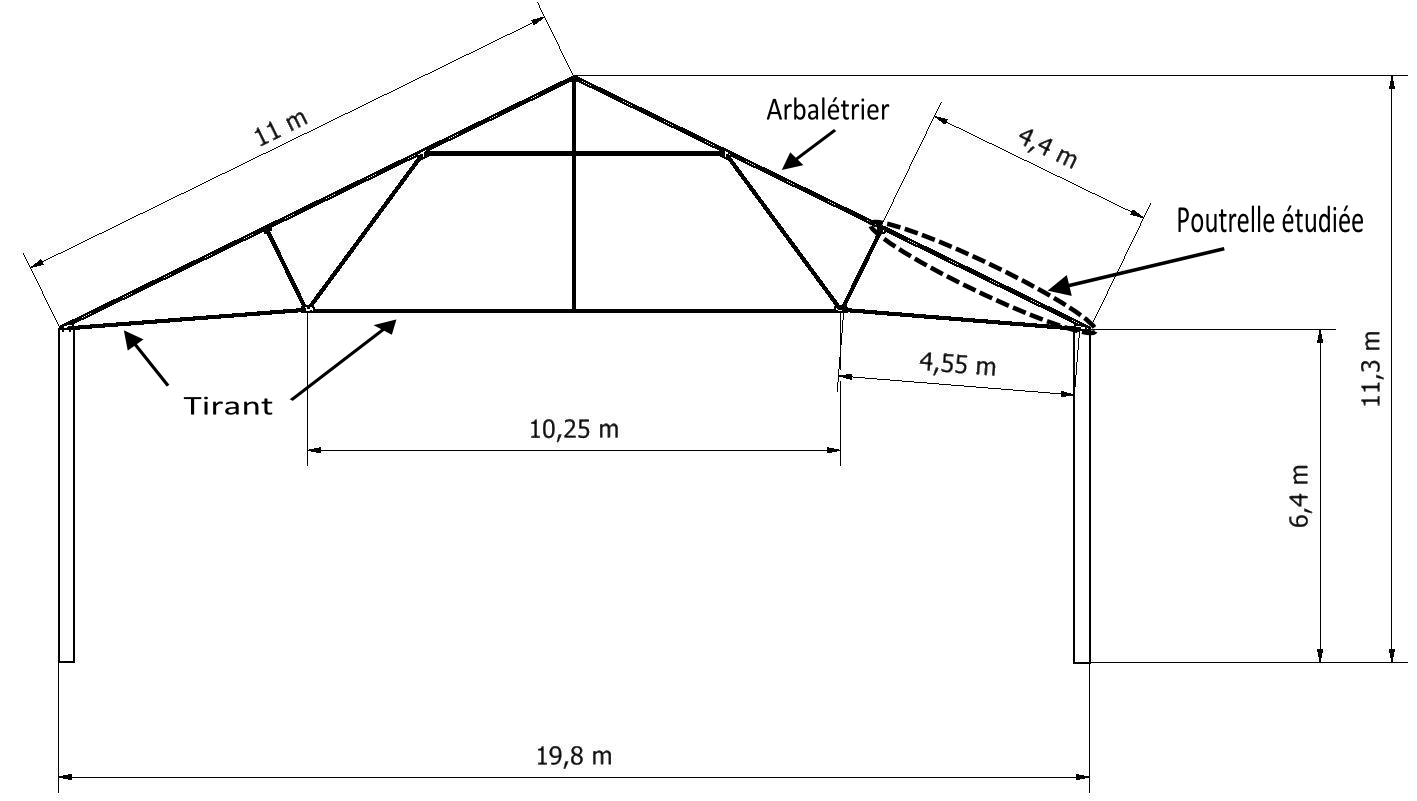 11 m
Arbalétrier
4,4 m
Poutrelle étudiée
11,3 m
4,55 m
Tirant
10,25 m
6,4 m
19,8 m